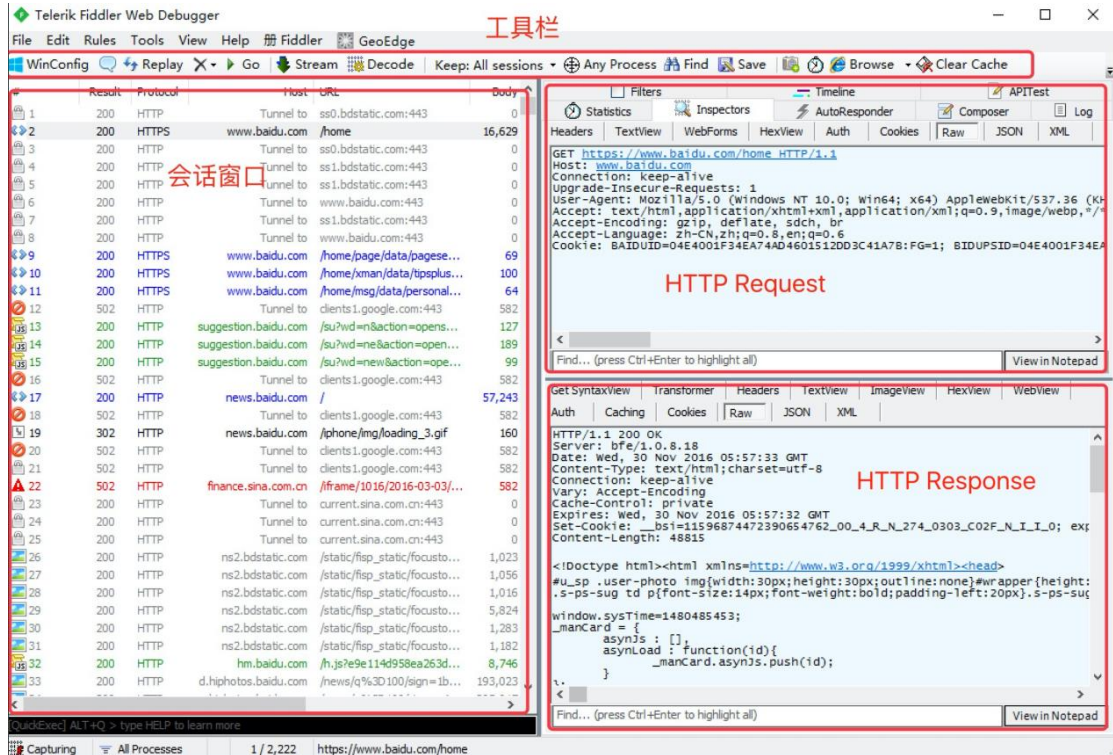 Telerik Fiddler Web Debugger
工具栏
File Edit Rules Tools View Help 册 Fiddler GeoEdge
WinConfig Replay Go Stream Decode Keep: All sessions Any Process Find Save Browse Clear Cache
# Result Protocol Host URL Body
1 200 HTTP Tunnel to ss0.bdstatic.com:443 0
2 200 HTTPS www.baidu.com /home 16,629
3 200 HTTP Tunnel to ss0.bdstatic.com:443 0
4 200 HTTP Tunnel to ss1.bdstatic.com:443 0
会话窗口
5 200 HTTP Tunnel to ss1.bdstatic.com:443 0
6 200 HTTP Tunnel to www.baidu.com:443 0
7 200 HTTP Tunnel to ss1.bdstatic.com:443 0
8 200 HTTP Tunnel to www.baidu.com:443 0
9 200 HTTPS www.baidu.com /home/page/data/pagese... 69
10 200 HTTPS www.baidu.com /home/xman/data/tipsplus... 100
11 200 HTTPS www.baidu.com /home/msg/data/personal... 64
12 502 HTTP Tunnel to clients1.google.com:443 582
13 200 HTTP suggestion.baidu.com /su?wd=n&action=opens... 127
14 200 HTTP suggestion.baidu.com /su?wd=ne&action=open... 189
15 200 HTTP suggestion.baidu.com /su?wd=new&action=ope... 99
16 502 HTTP Tunnel to clients1.google.com:443 582
17 200 HTTP news.baidu.com / 57,243
18 502 HTTP Tunnel to clients1.google.com:443 582
19 302 HTTP news.baidu.com /iphone/img/loading_3.gif 160
20 502 HTTP Tunnel to clients1.google.com:443 582
21 502 HTTP Tunnel to clients1.google.com:443 582
22 502 HTTP finance.sina.com.cn /iframe/1016/2016-03-03/... 582
23 200 HTTP Tunnel to current.sina.com.cn:443 0
24 200 HTTP Tunnel to current.sina.com.cn:443 0
25 200 HTTP Tunnel to current.sina.com.cn:443 0
26 200 HTTP ns2.bdstatic.com /static/fisp_static/focusto... 1,023
27 200 HTTP ns2.bdstatic.com /static/fisp_static/focusto... 1,056
28 200 HTTP ns2.bdstatic.com /static/fisp_static/focusto... 1,016
29 200 HTTP ns2.bdstatic.com /static/fisp_static/focusto... 5,824
30 200 HTTP ns2.bdstatic.com /static/fisp_static/focusto... 1,283
31 200 HTTP ns2.bdstatic.com /static/fisp_static/focusto... 1,182
32 200 HTTP hm.baidu.com /h.js?e9e114d958ea263d... 8,746
33 200 HTTP d.hiphotos.baidu.com /news/q%3D100/sign=1b... 193,023
[QuickExec] ALT+Q > type HELP to learn more
Filters Timeline APITest
Statistics Inspectors AutoResponder Composer Log
Headers TextView WebForms HexView Auth Cookies Raw JSON XML
GET https://www.baidu.com/home HTTP/1.1
Host: www.baidu.com
Connection: keep-alive
Upgrade-Insecure-Requests: 1
User-Agent: Mozilla/5.0 (Windows NT 10.0; Win64; x64) AppleWebKit/537.36 (KH
Accept: text/html,application/xhtml+xml,application/xml;q=0.9,image/webp,*/*
Accept-Encoding: gzip, deflate, sdch, br
Accept-Language: zh-CN,zh;q=0.8,en;q=0.6
Cookie: BAIDUID=04E4001F34EA74AD4601512DD3C41A7B:FG=1; BIDUPSID=04E4001F34EA
HTTP Request
Find... (press Ctrl+Enter to highlight all) View in Notepad
Get SyntaxView Transformer Headers TextView ImageView HexView WebView
Auth Caching Cookies Raw JSON XML
HTTP/1.1 200 OK
Server: bfe/1.0.8.18
Date: Wed, 30 Nov 2016 05:57:33 GMT
Content-Type: text/html;charset=utf-8
HTTP Response
Connection: keep-alive
Vary: Accept-Encoding
Cache-Control: private
Expires: Wed, 30 Nov 2016 05:57:32 GMT
Set-Cookie: __bsi=11596874472390654762_00_4_R_N_274_0303_C02F_N_I_I_0; exp
Content-Length: 48815
<!Doctype html><html xmlns=http://www.w3.org/1999/xhtml><head>
#u_sp .user-photo img{width:30px;height:30px;outline:none}#wrapper{height:
.s-ps-sug td p{font-size:14px;font-weight:bold;padding-left:20px}.s-ps-sug
window.sysTime=1480485453;
_manCard = {
asynJs : [],
asynLoad : function(id){
_manCard.asynJs.push(id);
}
Find... (press Ctrl+Enter to highlight all) View in Notepad
Capturing All Processes 1 / 2,222 https://www.baidu.com/home